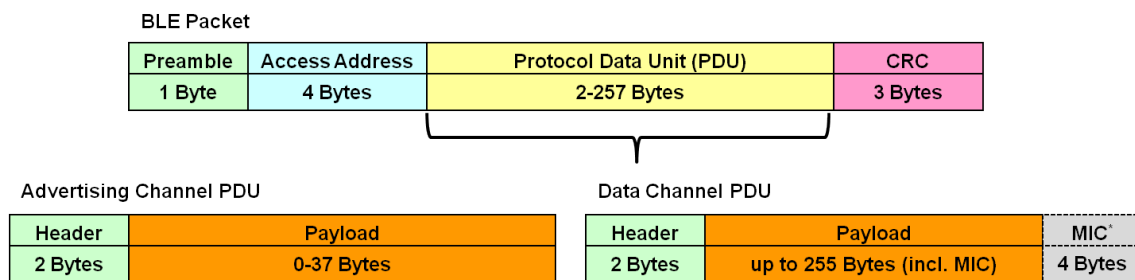 BLE Packet
Preamble Access Address Protocol Data Unit (PDU) CRC
1 Byte 4 Bytes 2-257 Bytes 3 Bytes
Advertising Channel PDU Data Channel PDU
Header Payload Header Payload MIC*
2 Bytes 0-37 Bytes 2 Bytes up to 255 Bytes (incl. MIC) 4 Bytes